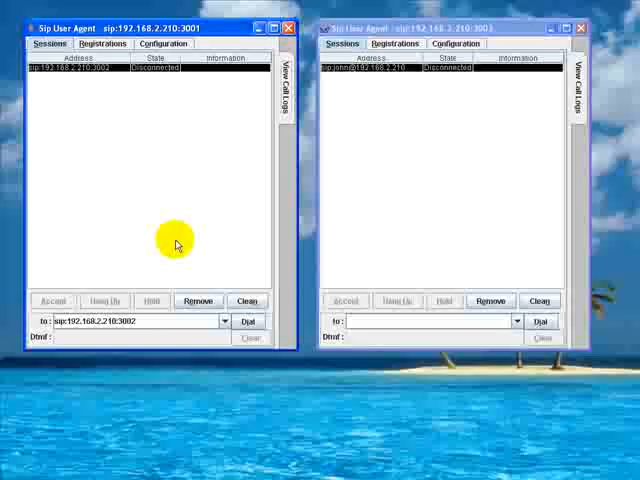 Sip User Agent   sip:192.168.2.210:3001
Sessions Registrations Configuration
Address State Information
sip:192.168.2.210:3002 Disconnected
View Call Logs
Accept Hang Up Hold Remove Clean
to : sip:192.168.2.210:3002 Dial
Dtmf : Clear
Sip User Agent   sip:192.168.2.210:3002
Sessions Registrations Configuration
Address State Information
sip:john@192.168.2.210 Disconnected
View Call Logs
Accept Hang Up Hold Remove Clean
to : Dial
Dtmf : Clear